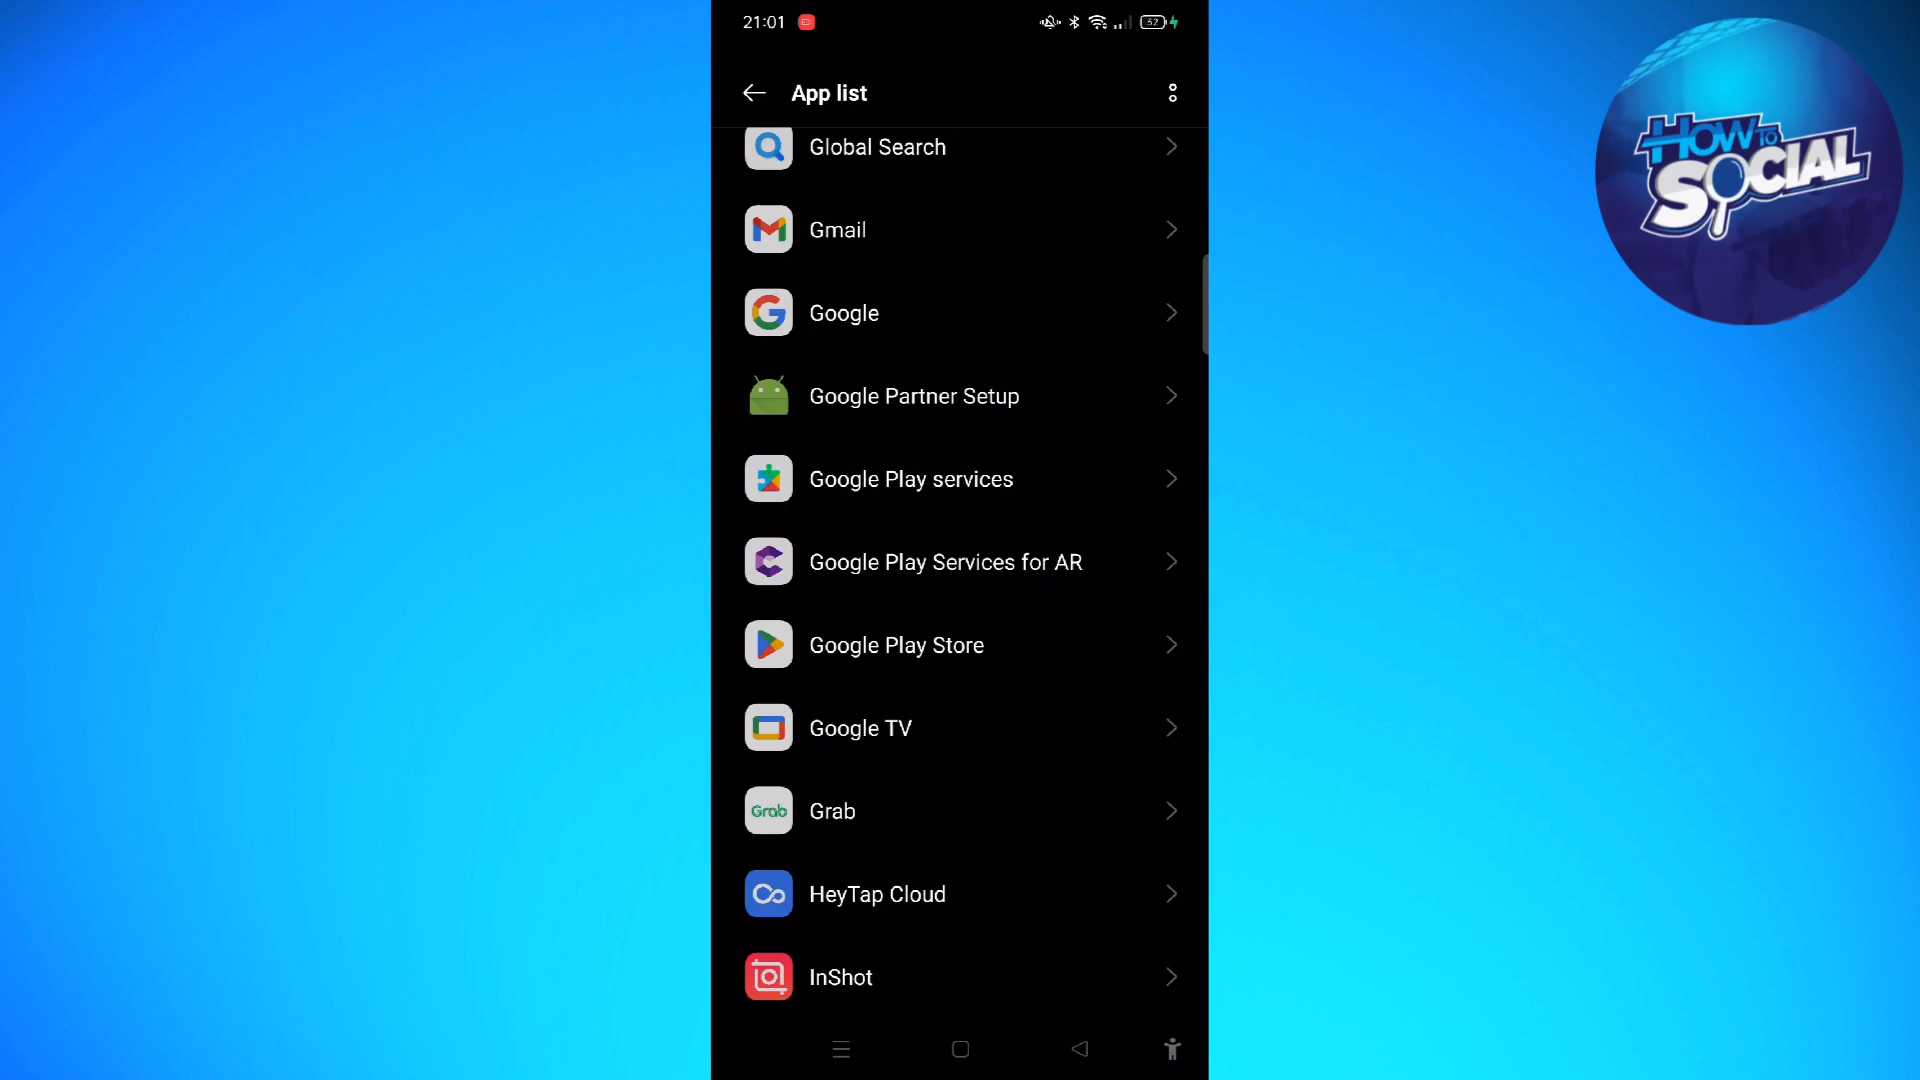 21:01
32
App list
HOW TO
SOCIAL
Global Search
Gmail
Google
Google Partner Setup
Google Play services
Google Play Services for AR
Google Play Store
Google TV
Grab
Grab
HeyTap Cloud
InShot